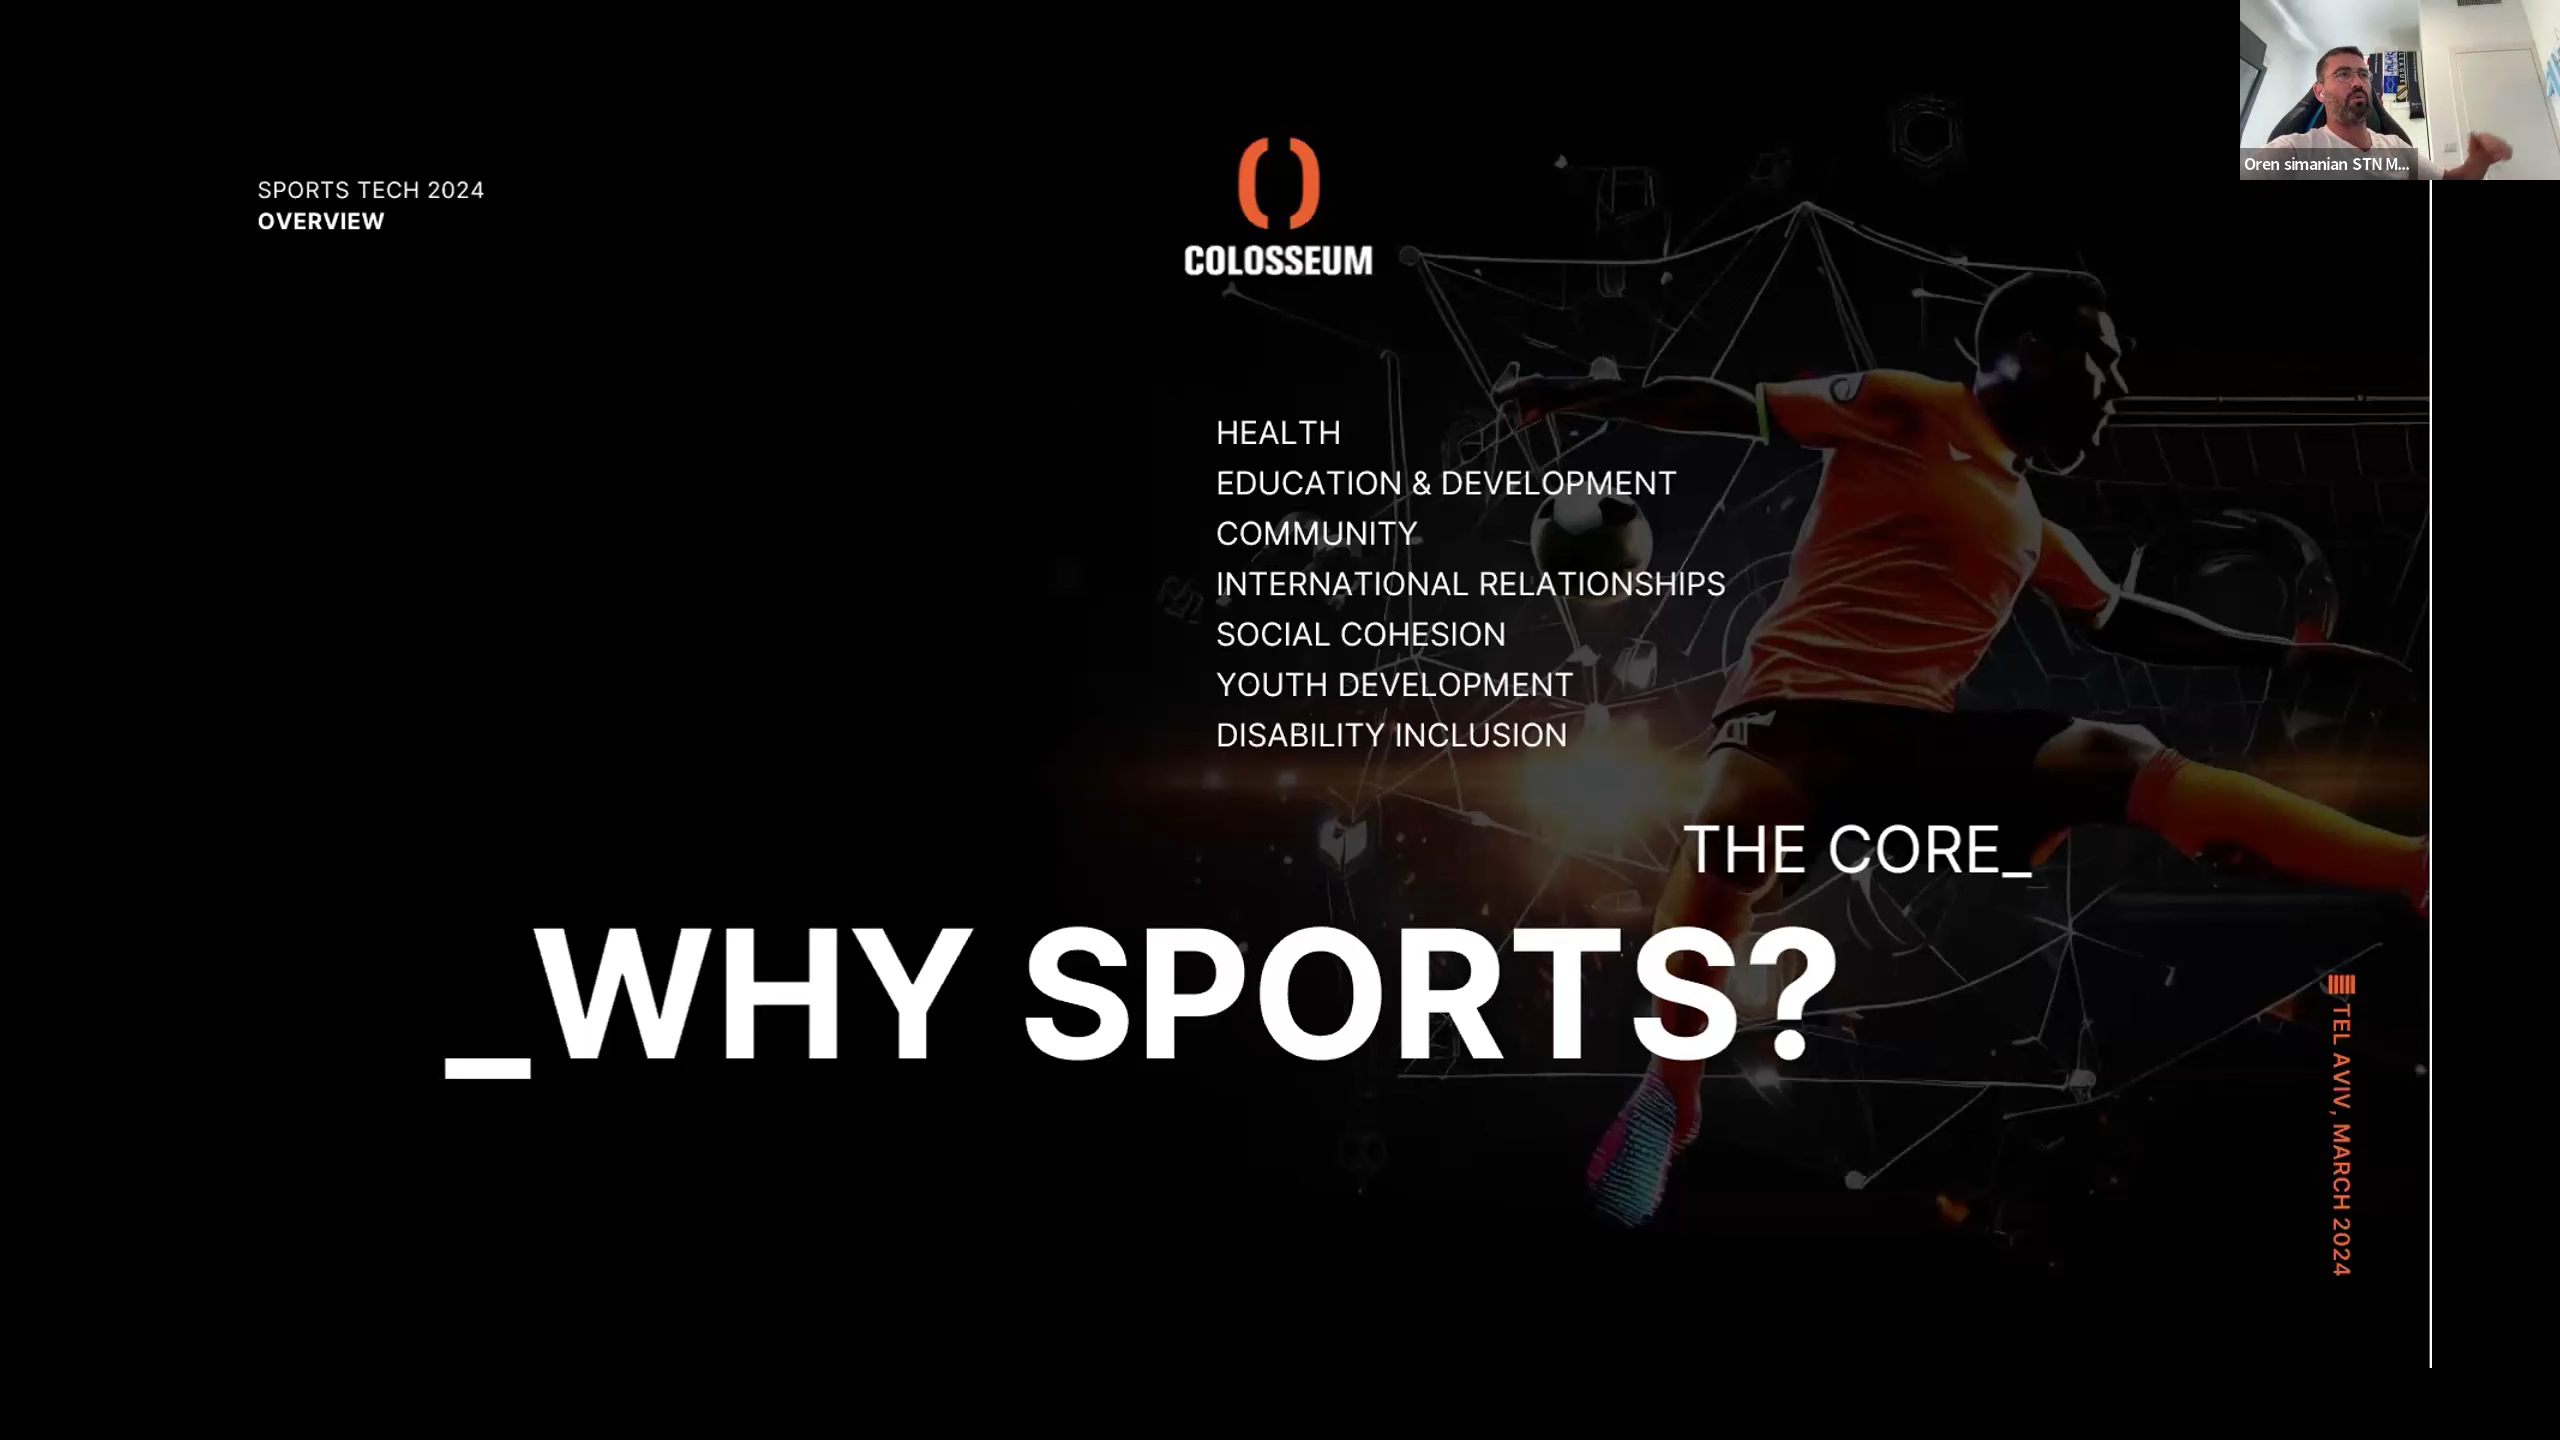 SPORTS TECH 2024
OVERVIEW
COLOSSEUM
Oren simanian STN M...
HEALTH
EDUCATION & DEVELOPMENT
COMMUNITY
INTERNATIONAL RELATIONSHIPS
SOCIAL COHESION
YOUTH DEVELOPMENT
DISABILITY INCLUSION
THE CORE_
_WHY SPORTS?
TEL AVIV, MARCH 2024